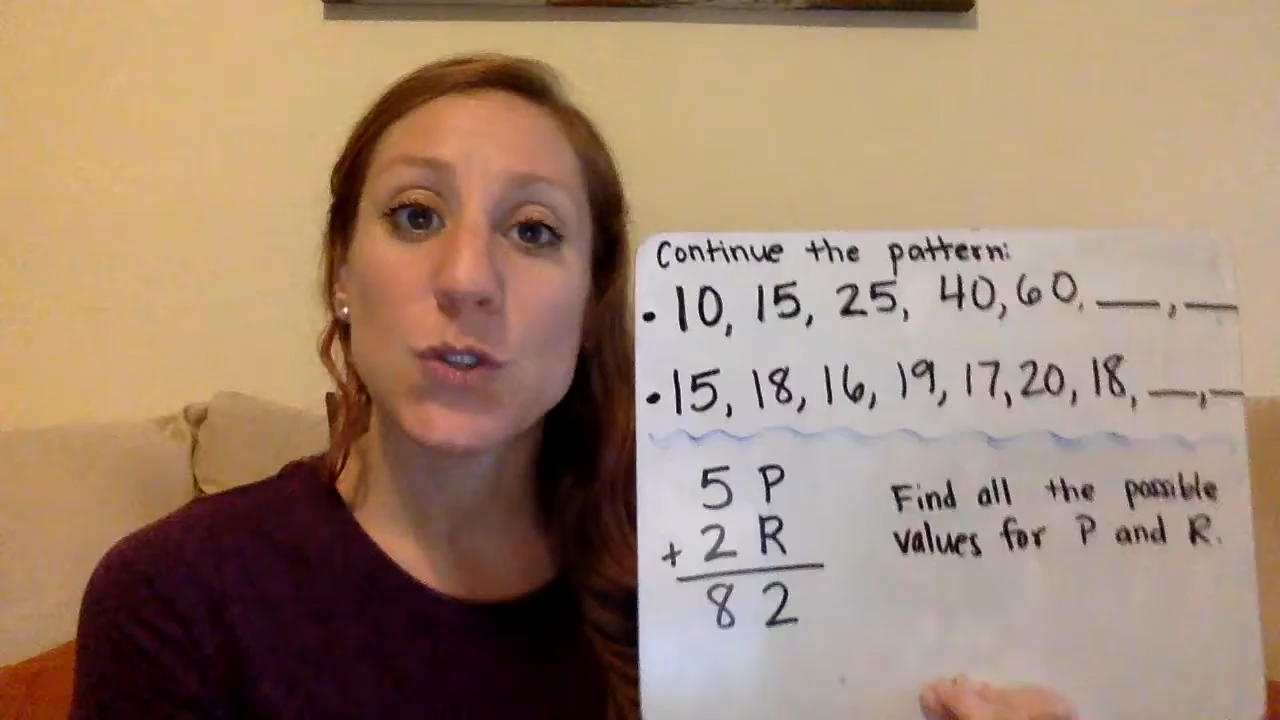 Continue the pattern:
• 10, 15, 25, 40, 60, ___, ___
• 15, 18, 16, 19, 17, 20, 18, ___, ___
5 P
+ 2 R
8 2
Find all the possible
values for P and R.